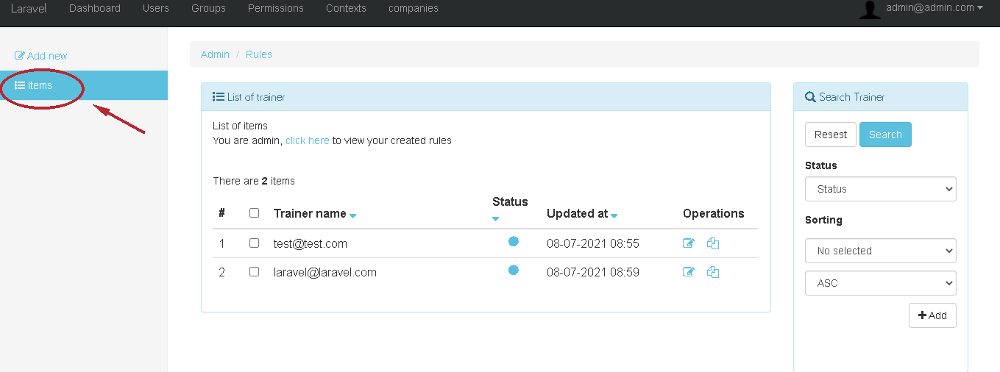 Laravel Dashboard Users Groups Permissions Contexts companies admin@admin.com
Add new
Items
Admin / Rules
List of trainer
List of items
You are admin, click here to view your created rules
There are 2 items
# Trainer name Status Updated at Operations
1 test@test.com 08-07-2021 08:55
2 laravel@laravel.com 08-07-2021 08:59
Search Trainer
Resest Search
Status
Status
Sorting
No selected
ASC
Add